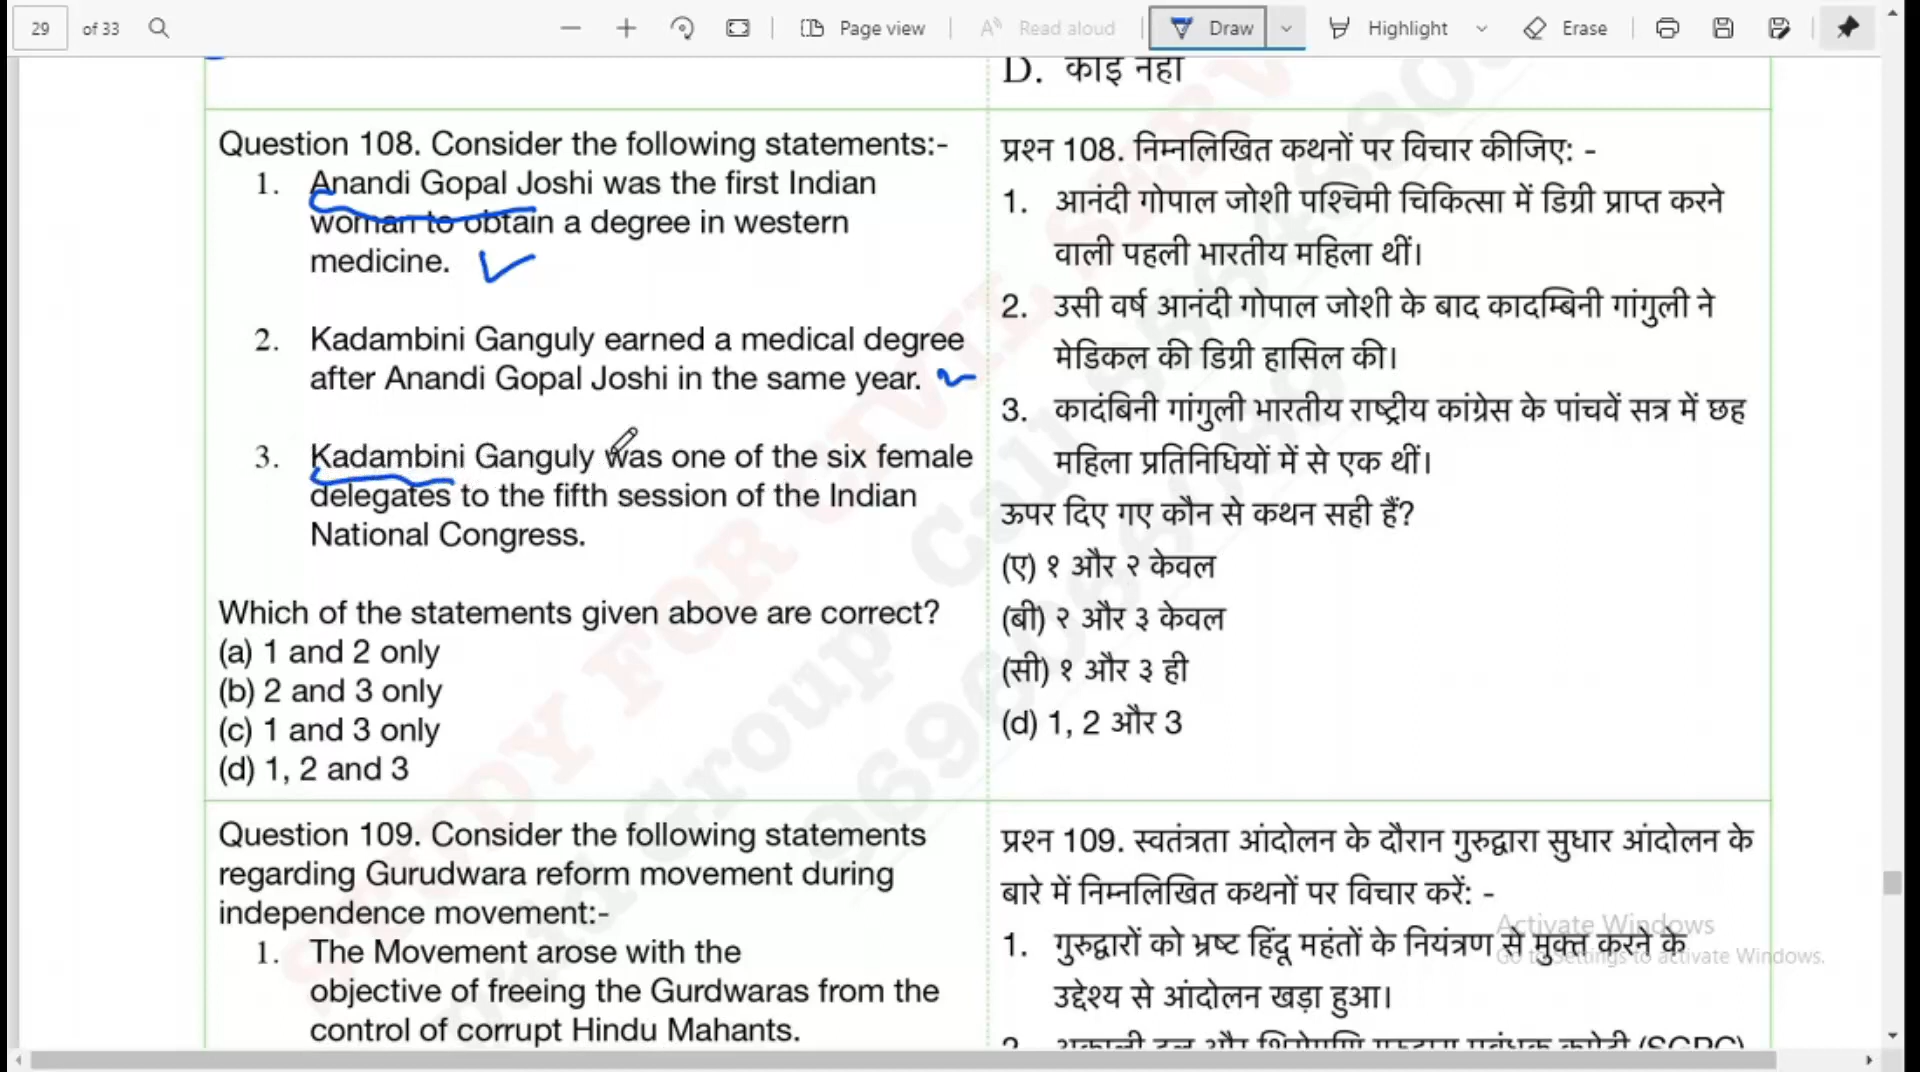 29 of 33 Page view Read aloud Draw Highlight Erase
D. कोई नहीं
Question 108. Consider the following statements:-
1. Anandi Gopal Joshi was the first Indian
woman to obtain a degree in western
medicine.
2. Kadambini Ganguly earned a medical degree
after Anandi Gopal Joshi in the same year.
3. Kadambini Ganguly was one of the six female
delegates to the fifth session of the Indian
National Congress.
Which of the statements given above are correct?
(a) 1 and 2 only
(b) 2 and 3 only
(c) 1 and 3 only
(d) 1, 2 and 3
प्रश्न 108. निम्नलिखित कथनों पर विचार कीजिए: -
1. आनंदी गोपाल जोशी पश्चिमी चिकित्सा में डिग्री प्राप्त करने
वाली पहली भारतीय महिला थीं।
2. उसी वर्ष आनंदी गोपाल जोशी के बाद कादम्बिनी गांगुली ने
मेडिकल की डिग्री हासिल की।
3. कादंबिनी गांगुली भारतीय राष्ट्रीय कांग्रेस के पांचवें सत्र में छह
महिला प्रतिनिधियों में से एक थीं।
ऊपर दिए गए कौन से कथन सही हैं?
(ए) १ और २ केवल
(बी) २ और ३ केवल
(सी) १ और ३ ही
(d) 1, 2 और 3
Question 109. Consider the following statements
regarding Gurudwara reform movement during
independence movement:-
1. The Movement arose with the
objective of freeing the Gurdwaras from the
control of corrupt Hindu Mahants.
प्रश्न 109. स्वतंत्रता आंदोलन के दौरान गुरुद्वारा सुधार आंदोलन के
बारे में निम्नलिखित कथनों पर विचार करें: -
1. गुरुद्वारों को भ्रष्ट हिंदू महंतों के नियंत्रण से मुक्त करने के
उद्देश्य से आंदोलन खड़ा हुआ।
Activate Windows
Go to Settings to activate Windows.
STUDY FOR CIVIL SERV